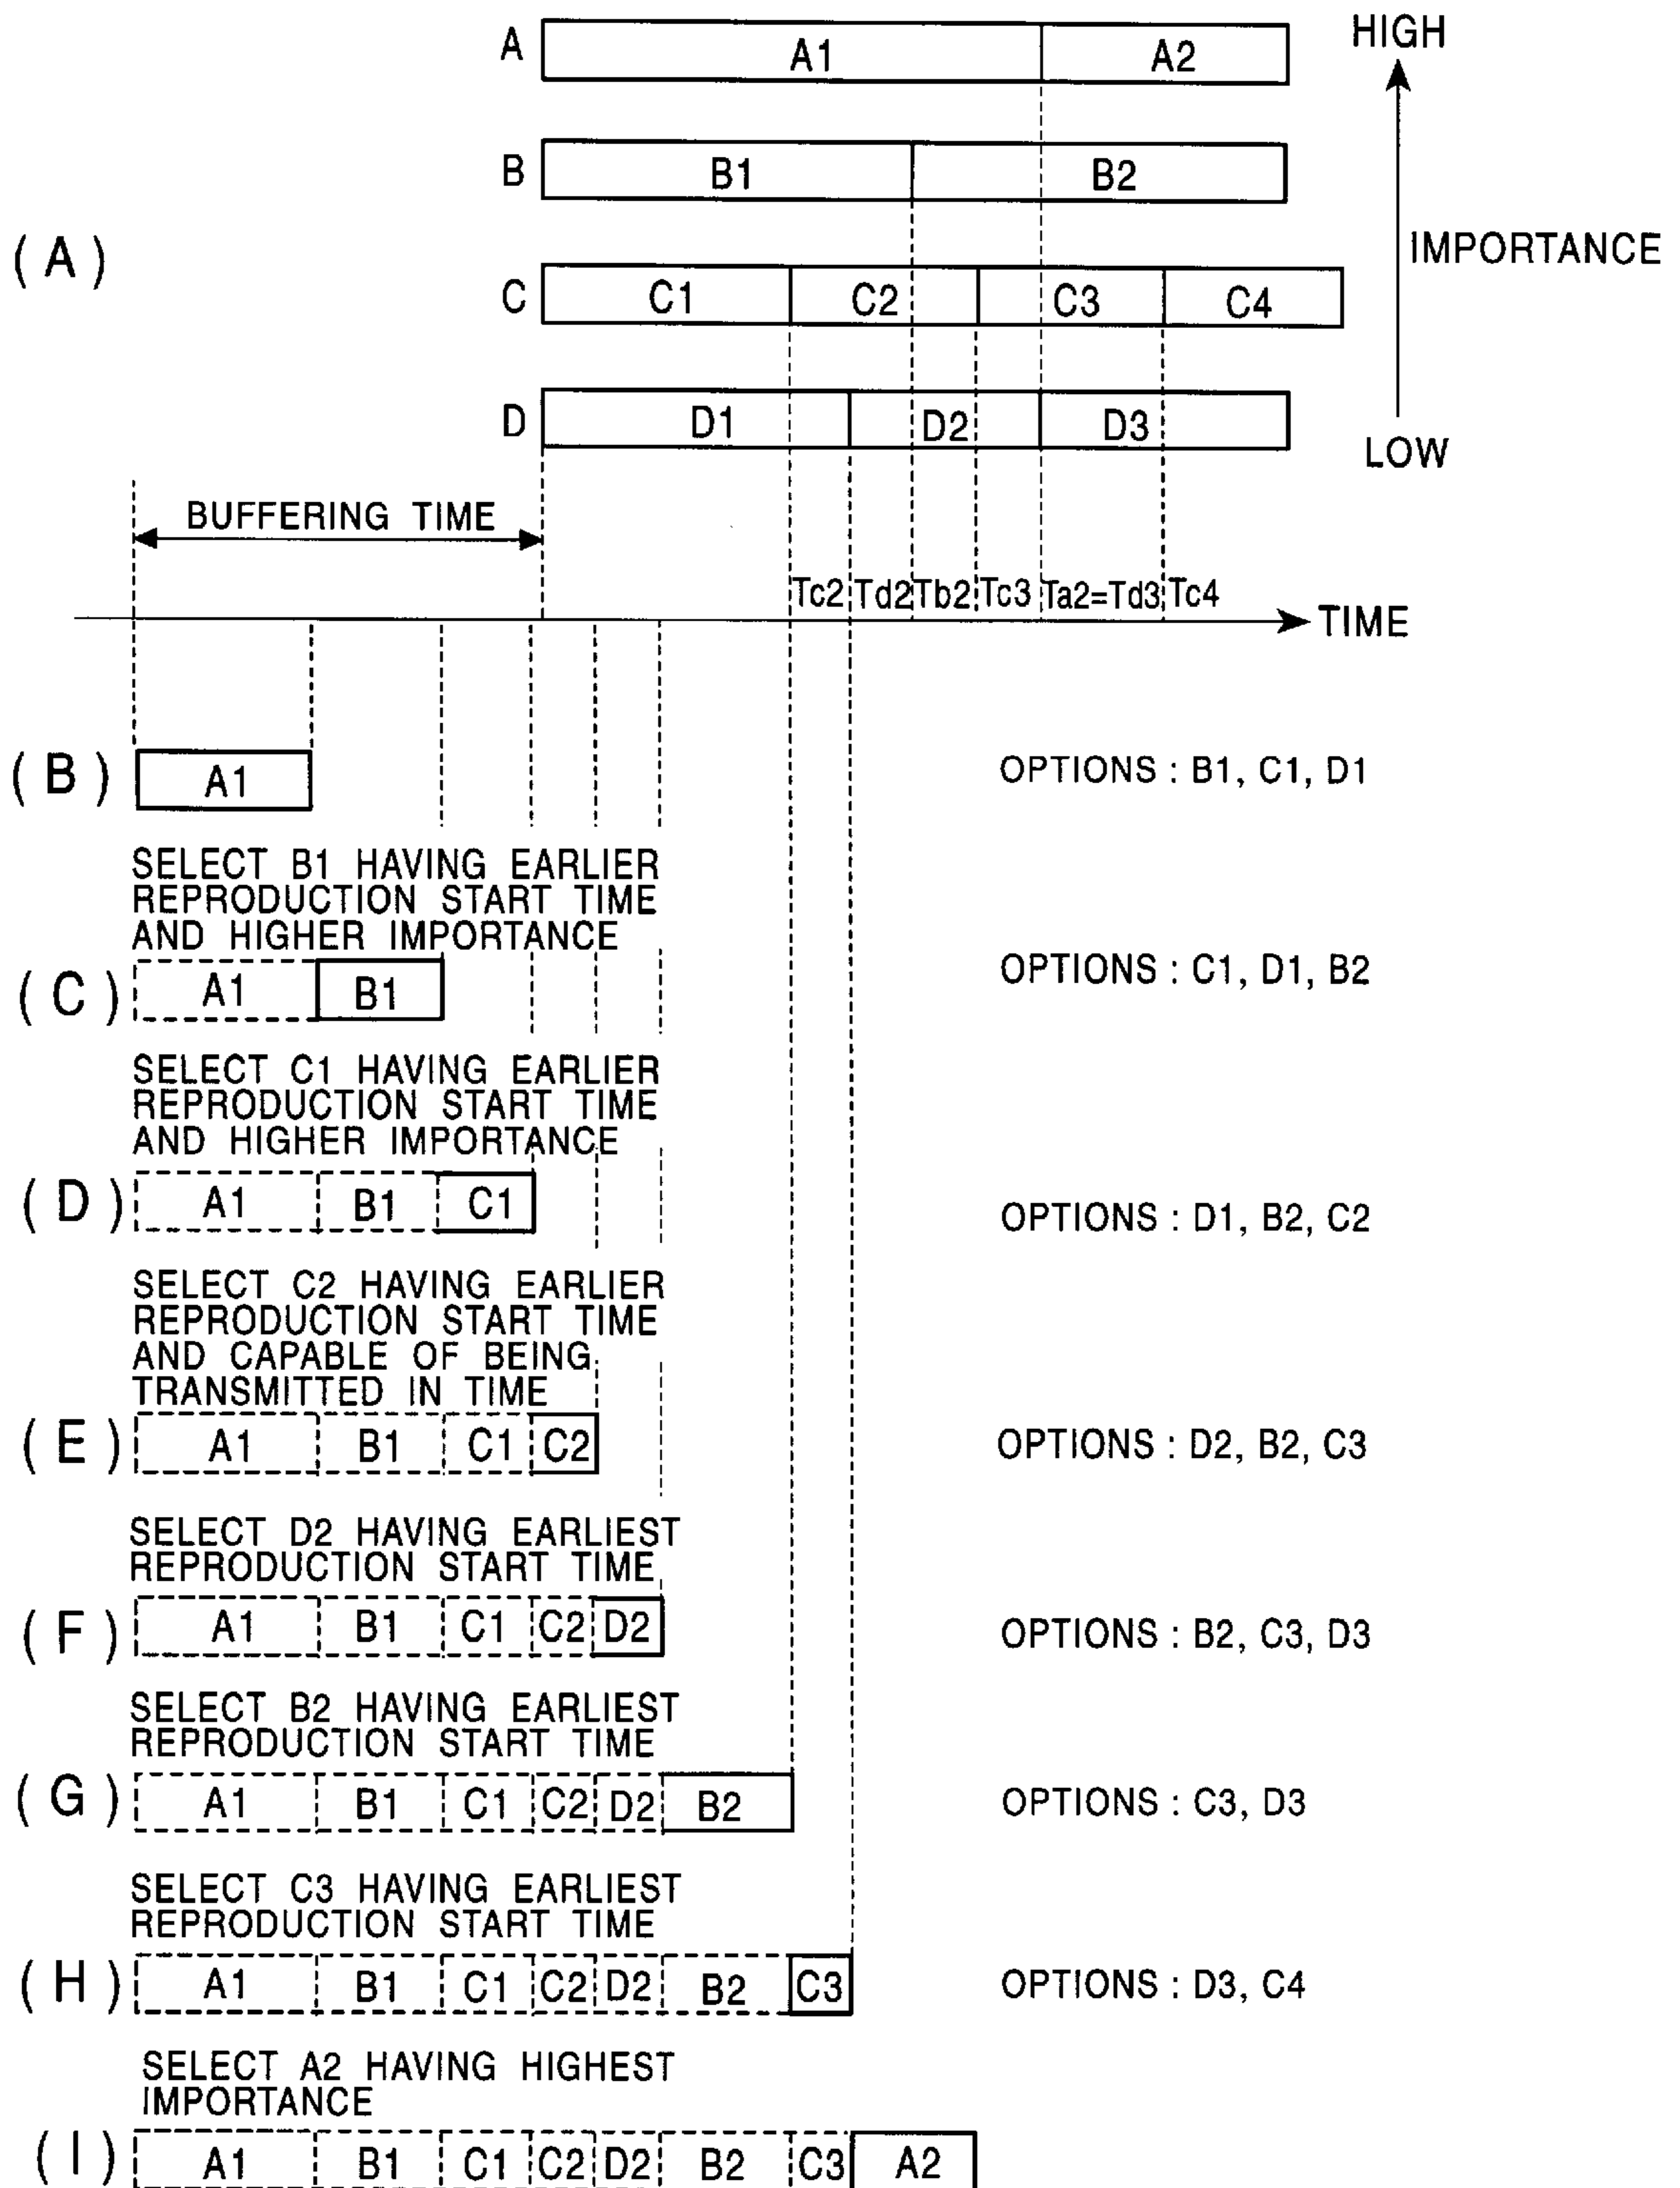 A A1 A2 HIGH
B B1 B2
(A) IMPORTANCE
C C1 C2 C3 C4
D D1 D2 D3
LOW
BUFFERING TIME
Tc2 Td2 Tb2 Tc3 Ta2=Td3 Tc4
TIME
(B) A1 OPTIONS : B1, C1, D1
SELECT B1 HAVING EARLIER
REPRODUCTION START TIME
AND HIGHER IMPORTANCE
(C) A1 B1 OPTIONS : C1, D1, B2
SELECT C1 HAVING EARLIER
REPRODUCTION START TIME
AND HIGHER IMPORTANCE
(D) A1 B1 C1 OPTIONS : D1, B2, C2
SELECT C2 HAVING EARLIER
REPRODUCTION START TIME
AND CAPABLE OF BEING
TRANSMITTED IN TIME
(E) A1 B1 C1 C2 OPTIONS : D2, B2, C3
SELECT D2 HAVING EARLIEST
REPRODUCTION START TIME
(F) A1 B1 C1 C2 D2 OPTIONS : B2, C3, D3
SELECT B2 HAVING EARLIEST
REPRODUCTION START TIME
(G) A1 B1 C1 C2 D2 B2 OPTIONS : C3, D3
SELECT C3 HAVING EARLIEST
REPRODUCTION START TIME
(H) A1 B1 C1 C2 D2 B2 C3 OPTIONS : D3, C4
SELECT A2 HAVING HIGHEST
IMPORTANCE
(I) A1 B1 C1 C2 D2 B2 C3 A2